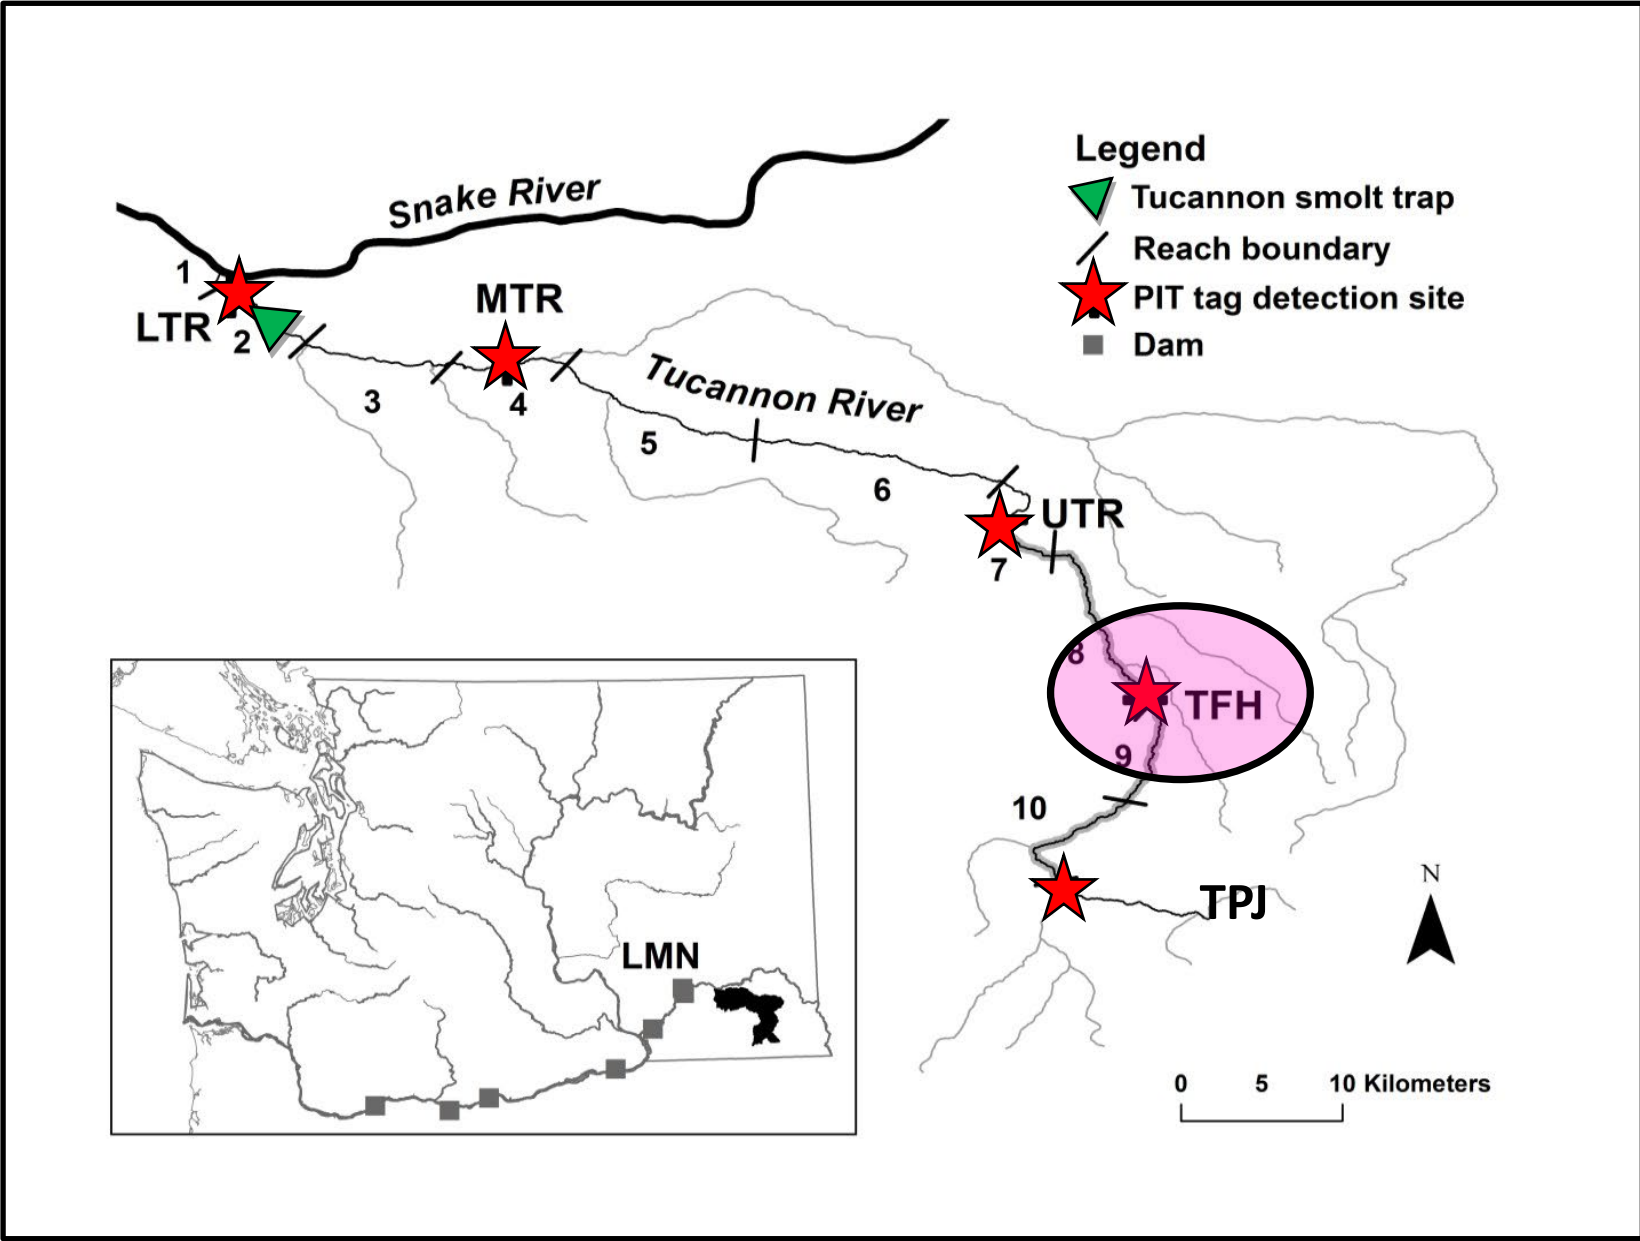 Legend
Tucannon smolt trap
Reach boundary
PIT tag detection site
Dam
Snake River
1
LTR
2
MTR
3
4
Tucannon River
5
6
UTR
7
8
TFH
9
10
TPJ
LMN
N
0 5 10 Kilometers